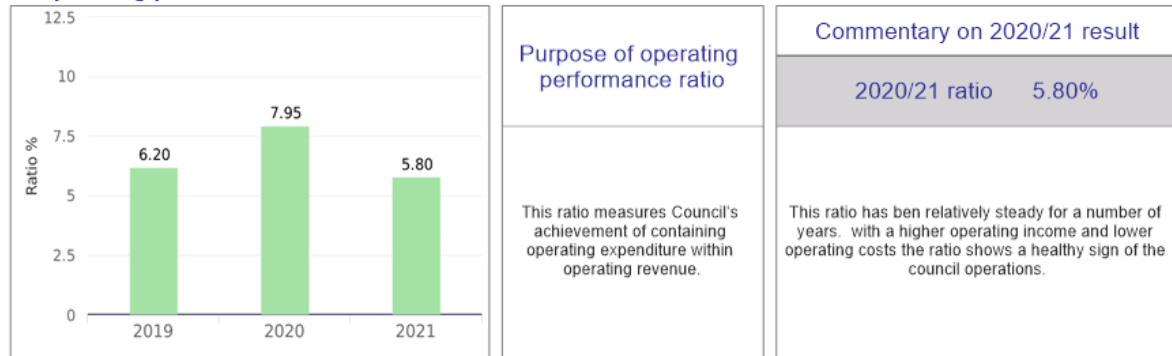 12.5
10
7.5
5
2.5
0
Ratio %
6.20
7.95
5.80
2019
2020
2021
Purpose of operating
performance ratio
This ratio measures Council's
achievement of containing
operating expenditure within
operating revenue.
Commentary on 2020/21 result
2020/21 ratio 5.80%
This ratio has ben relatively steady for a number of
years. with a higher operating income and lower
operating costs the ratio shows a healthy sign of the
council operations.